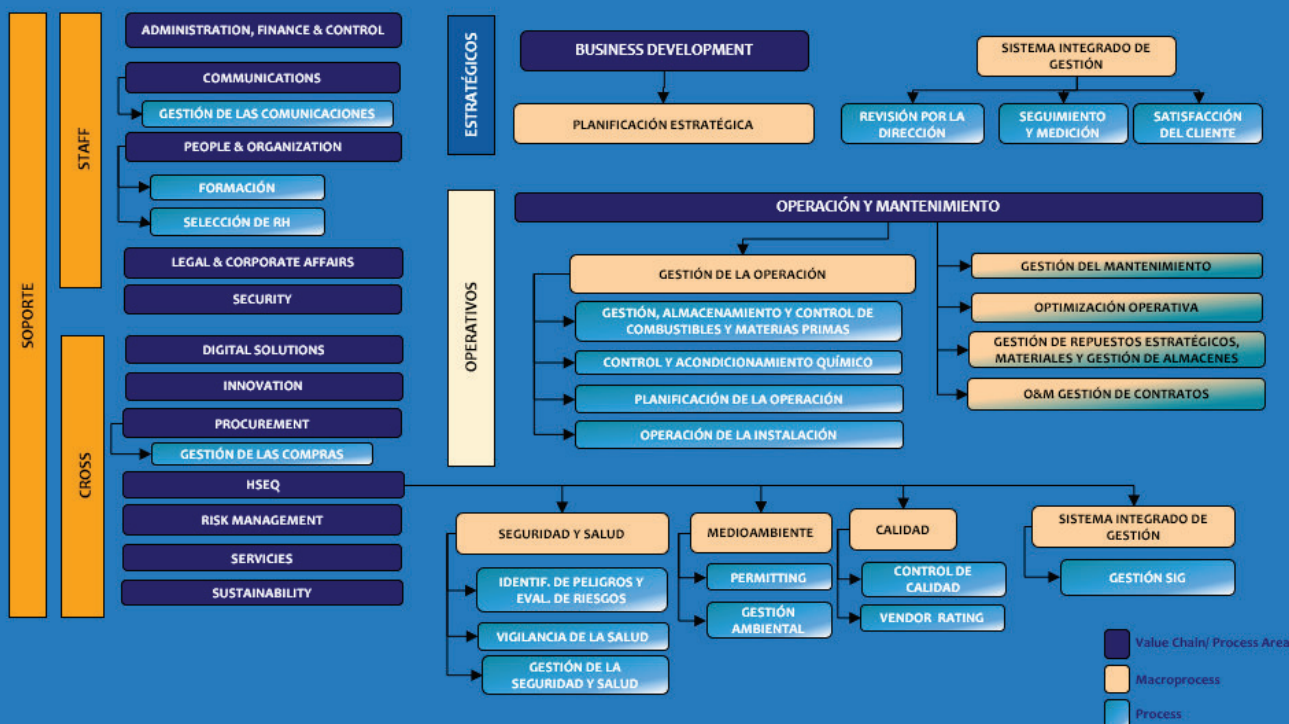 SOPORTE
STAFF
ADMINISTRATION, FINANCE & CONTROL
COMMUNICATIONS
GESTIÓN DE LAS COMUNICACIONES
PEOPLE & ORGANIZATION
FORMACIÓN
SELECCIÓN DE RH
LEGAL & CORPORATE AFFAIRS
SECURITY
CROSS
DIGITAL SOLUTIONS
INNOVATION
PROCUREMENT
GESTIÓN DE LAS COMPRAS
HSEQ
RISK MANAGEMENT
SERVICIES
SUSTAINABILITY
ESTRATÉGICOS
BUSINESS DEVELOPMENT
PLANIFICACIÓN ESTRATÉGICA
SISTEMA INTEGRADO DE
GESTIÓN
REVISIÓN POR LA
DIRECCIÓN
SEGUIMIENTO
Y MEDICIÓN
SATISFACCIÓN
DEL CLIENTE
OPERATIVOS
OPERACIÓN Y MANTENIMIENTO
GESTIÓN DE LA OPERACIÓN
GESTIÓN, ALMACENAMIENTO Y CONTROL DE
COMBUSTIBLES Y MATERIAS PRIMAS
CONTROL Y ACONDICIONAMIENTO QUÍMICO
PLANIFICACIÓN DE LA OPERACIÓN
OPERACIÓN DE LA INSTALACIÓN
GESTIÓN DEL MANTENIMIENTO
OPTIMIZACIÓN OPERATIVA
GESTIÓN DE REPUESTOS ESTRATÉGICOS,
MATERIALES Y GESTIÓN DE ALMACENES
O&M GESTIÓN DE CONTRATOS
SEGURIDAD Y SALUD
IDENTIF. DE PELIGROS Y
EVAL. DE RIESGOS
VIGILANCIA DE LA SALUD
GESTIÓN DE LA
SEGURIDAD Y SALUD
MEDIOAMBIENTE
PERMITTING
GESTIÓN
AMBIENTAL
CALIDAD
CONTROL DE
CALIDAD
VENDOR RATING
SISTEMA INTEGRADO DE
GESTIÓN
GESTIÓN SIG
Value Chain/ Process Area
Macroprocess
Process